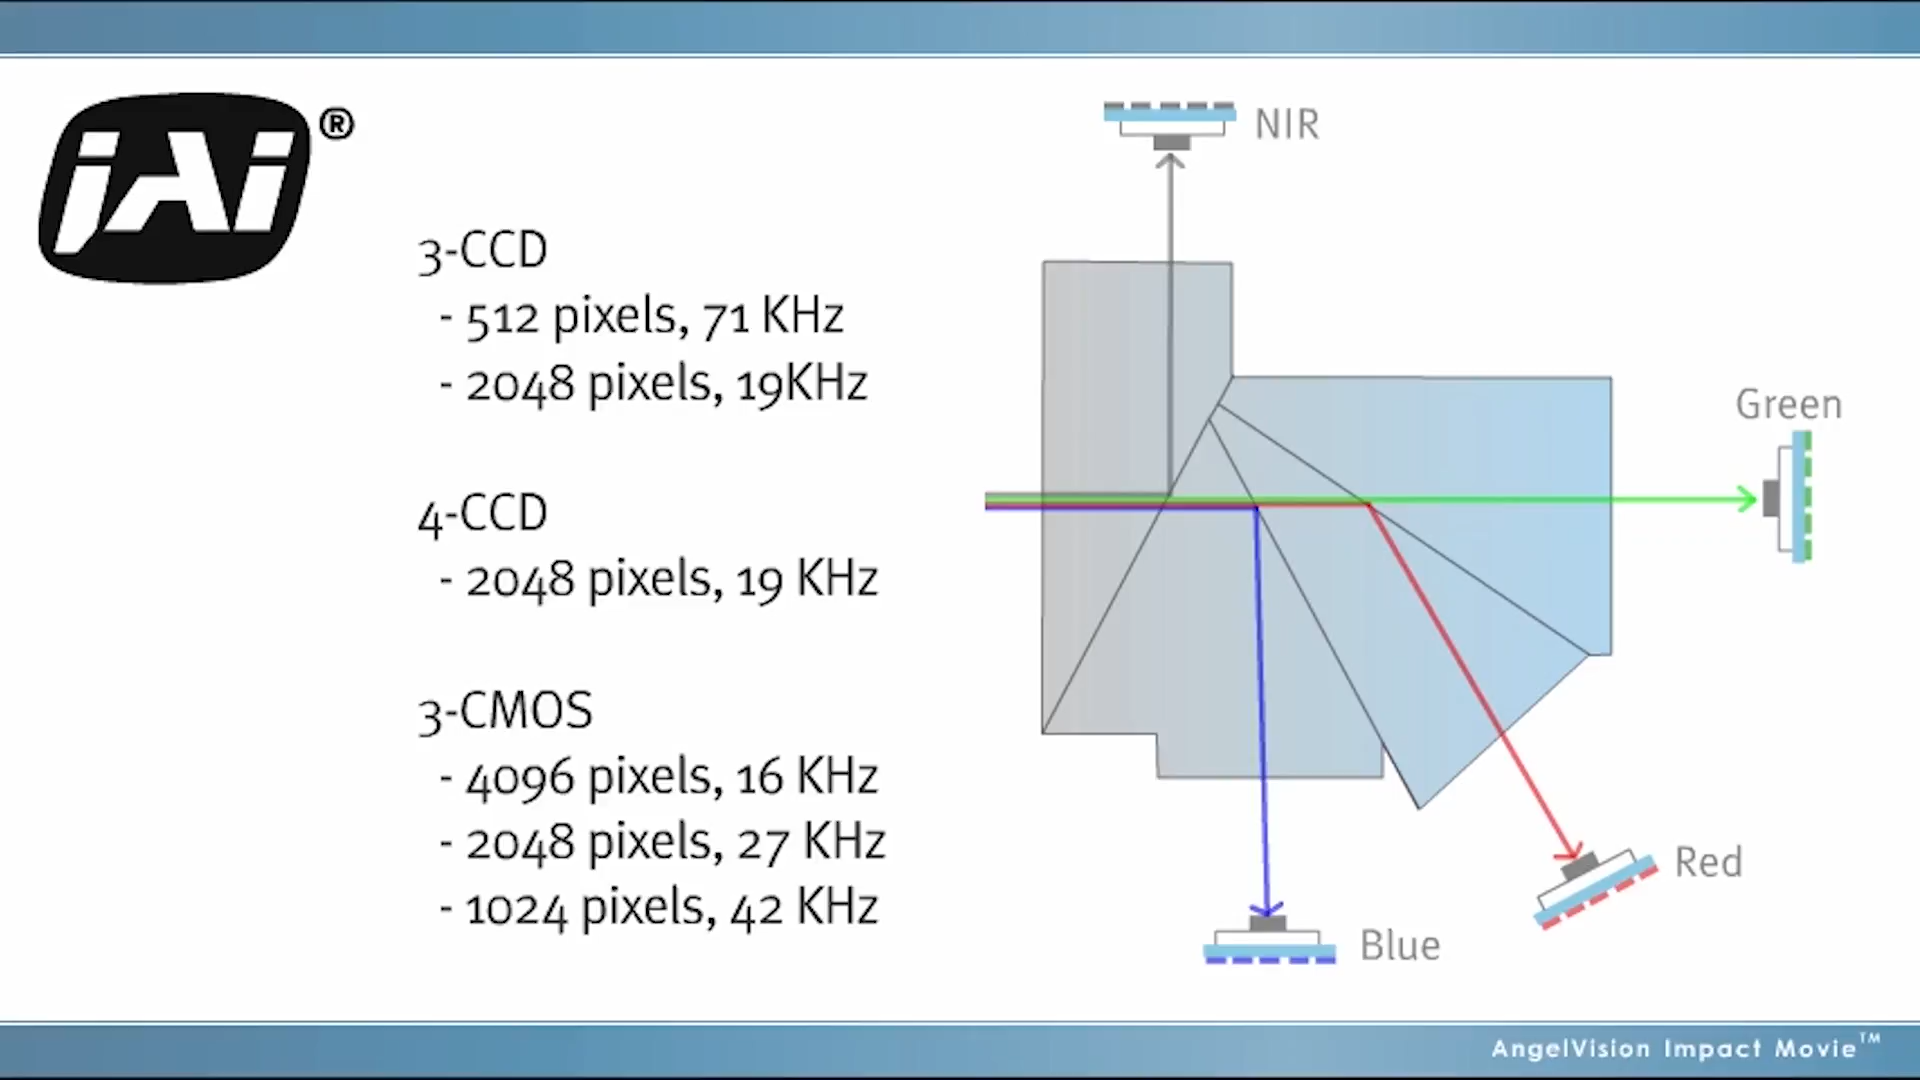 jAi®
3-CCD
- 512 pixels, 71 KHz
- 2048 pixels, 19KHz
4-CCD
- 2048 pixels, 19 KHz
3-CMOS
- 4096 pixels, 16 KHz
- 2048 pixels, 27 KHz
- 1024 pixels, 42 KHz
NIR
Green
Red
Blue
AngelVision Impact Movie™